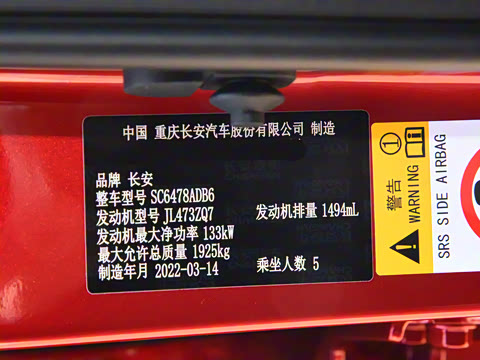 中国 重庆长安汽车股份有限公司 制造
品牌 长安
整车型号 SC6478ADB6
发动机型号 JL473ZQ7 发动机排量 1494mL
发动机最大净功率 133kW
最大允许总质量 1925kg
制造年月 2022-03-14 乘坐人数 5
警告
WARNING
SRS SIDE AIRBAG